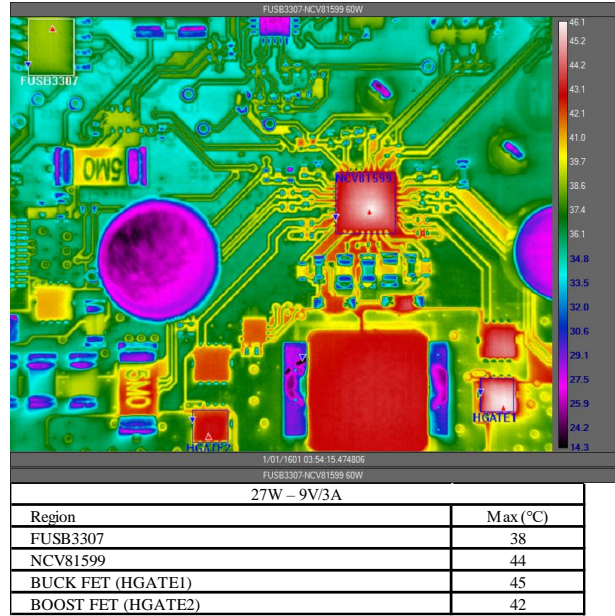 FUSB3307-NCV81599 60W
46.1
45.2
44.2
43.1
42.1
41.0
39.7
38.6
37.4
36.1
34.8
33.5
32.0
30.6
29.1
27.5
25.9
24.2
14.3
FUSB3307
5M0
NCV81599
5M0
HGATE1
HGATE2
1/01/1601 03:54:15.474806
FUSB3307-NCV81599 60W
27W – 9V/3A
Region Max (°C)
FUSB3307 38
NCV81599 44
BUCK FET (HGATE1) 45
BOOST FET (HGATE2) 42